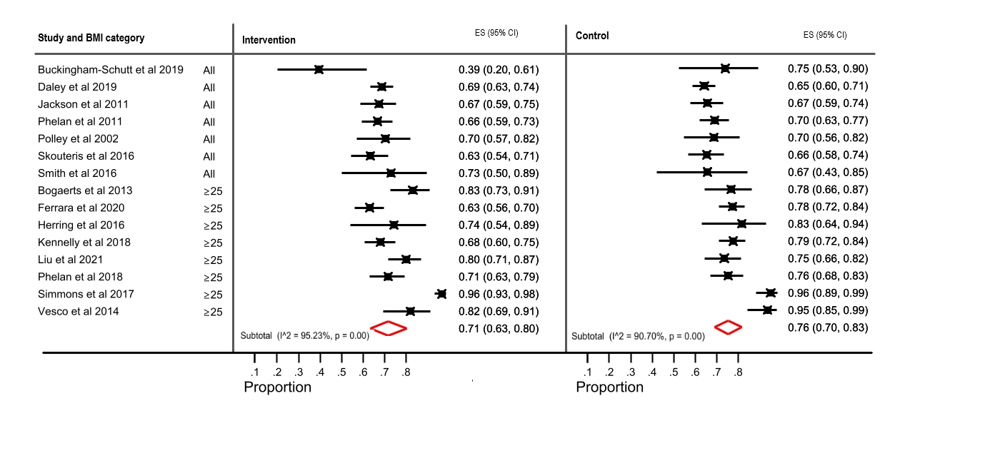 Study and BMI category Intervention ES (95% CI) Control ES (95% CI)
Buckingham-Schutt et al 2019 All 0.39 (0.20, 0.61) 0.75 (0.53, 0.90)
Daley et al 2019 All 0.69 (0.63, 0.74) 0.65 (0.60, 0.71)
Jackson et al 2011 All 0.67 (0.59, 0.75) 0.67 (0.59, 0.74)
Phelan et al 2011 All 0.66 (0.59, 0.73) 0.70 (0.63, 0.77)
Polley et al 2002 All 0.70 (0.57, 0.82) 0.70 (0.56, 0.82)
Skouteris et al 2016 All 0.63 (0.54, 0.71) 0.66 (0.58, 0.74)
Smith et al 2016 All 0.73 (0.50, 0.89) 0.67 (0.43, 0.85)
Bogaerts et al 2013 ≥25 0.83 (0.73, 0.91) 0.78 (0.66, 0.87)
Ferrara et al 2020 ≥25 0.63 (0.56, 0.70) 0.78 (0.72, 0.84)
Herring et al 2016 ≥25 0.74 (0.54, 0.89) 0.83 (0.64, 0.94)
Kennelly et al 2018 ≥25 0.68 (0.60, 0.75) 0.79 (0.72, 0.84)
Liu et al 2021 ≥25 0.80 (0.71, 0.87) 0.75 (0.66, 0.82)
Phelan et al 2018 ≥25 0.71 (0.63, 0.79) 0.76 (0.68, 0.83)
Simmons et al 2017 ≥25 0.96 (0.93, 0.98) 0.96 (0.89, 0.99)
Vesco et al 2014 ≥25 0.82 (0.69, 0.91) 0.95 (0.85, 0.99)
Subtotal (I^2 = 95.23%, p = 0.00) 0.71 (0.63, 0.80) Subtotal (I^2 = 90.70%, p = 0.00) 0.76 (0.70, 0.83)
.1 .2 .3 .4 .5 .6 .7 .8 .1 .2 .3 .4 .5 .6 .7 .8
Proportion Proportion